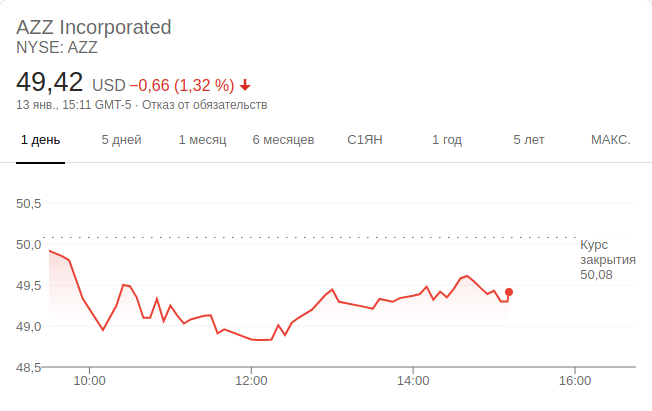 AZZ Incorporated
NYSE: AZZ
49,42 USD −0,66 (1,32 %)
13 янв., 15:11 GMT-5 · Отказ от обязательств
1 день 5 дней 1 месяц 6 месяцев С1ЯН 1 год 5 лет МАКС.
50,5
50,0
49,5
49,0
48,5
Курс
закрытия
50,08
10:00 12:00 14:00 16:00